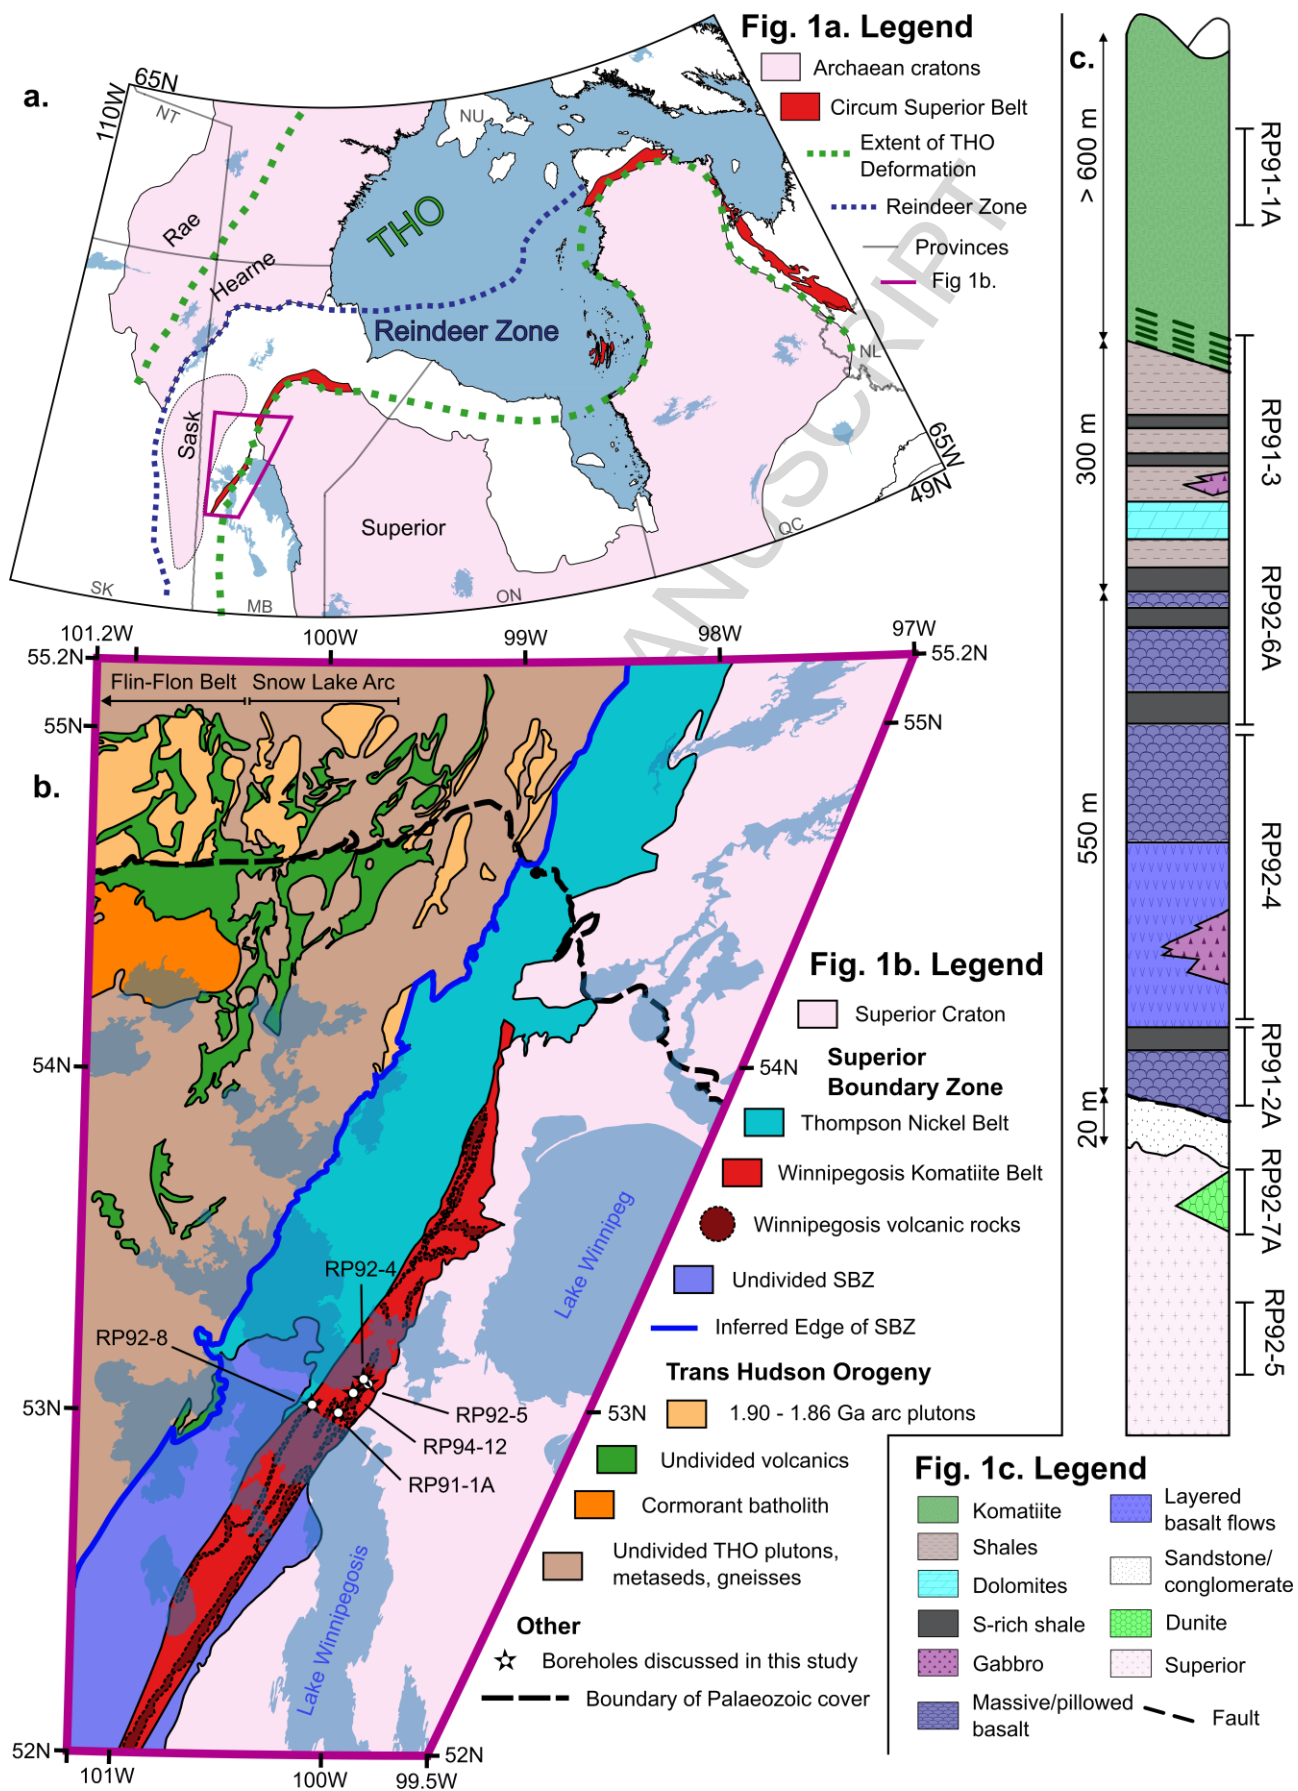 a.
65N
110W
NT
NU
Rae
Hearne
THO
Reindeer Zone
Sask
Superior
NL
65W
49N
QC
ON
MB
SK
Fig. 1a. Legend
Archaean cratons
Circum Superior Belt
Extent of THO
Deformation
Reindeer Zone
Provinces
Fig 1b.
ANUSCRIPT
b.
101.2W
100W
99W
98W
97W
55.2N
55.2N
55N
55N
54N
54N
53N
53N
52N
52N
101W
100W
99.5W
Flin-Flon Belt
Snow Lake Arc
RP92-4
RP92-8
RP92-5
RP94-12
RP91-1A
Lake Winnipeg
Lake Winnipegosis
Fig. 1b. Legend
Superior Craton
Superior
Boundary Zone
Thompson Nickel Belt
Winnipegosis Komatiite Belt
Winnipegosis volcanic rocks
Undivided SBZ
Inferred Edge of SBZ
Trans Hudson Orogeny
1.90 - 1.86 Ga arc plutons
Undivided volcanics
Cormorant batholith
Undivided THO plutons,
metaseds, gneisses
Other
Boreholes discussed in this study
Boundary of Palaeozoic cover
c.
> 600 m
300 m
550 m
20 m
RP91-1A
RP91-3
RP92-6A
RP92-4
RP91-2A
RP92-7A
RP92-5
Fig. 1c. Legend
Komatiite
Shales
Dolomites
S-rich shale
Gabbro
Massive/pillowed
basalt
Layered
basalt flows
Sandstone/
conglomerate
Dunite
Superior
Fault